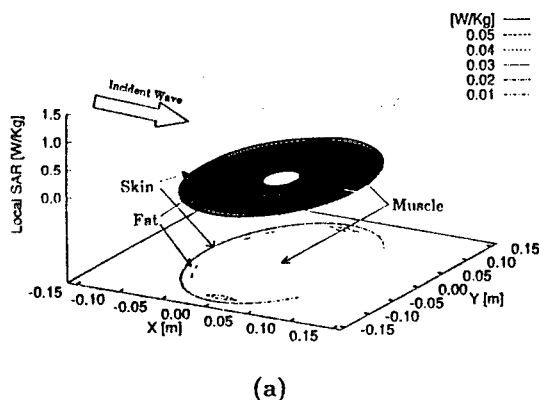 [W/Kg]
0.05
0.04
0.03
0.02
0.01
Incident Wave
Local SAR [W/Kg]
1.5
1.0
0.5
0.0
Skin
Fat
Muscle
-0.15
-0.10
-0.05
0.00
0.05
0.10
0.15
X [m]
0.15
0.10
0.05
0.00
-0.05
-0.10
-0.15
Y [m]
(a)